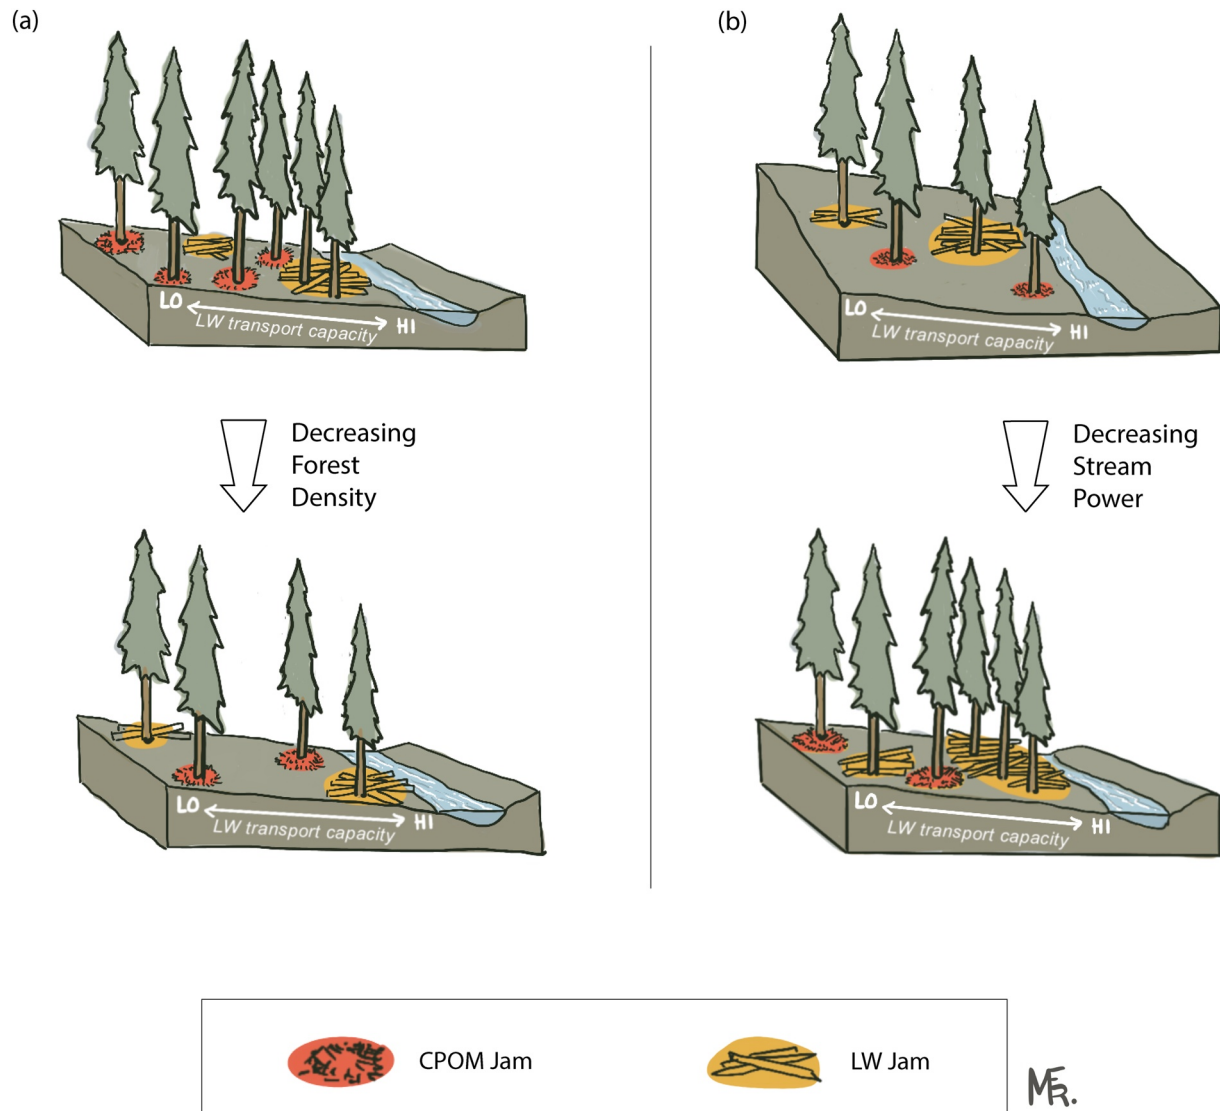 (a)
(b)
LO
HI
LW transport capacity
LO
HI
LW transport capacity
Decreasing
Forest
Density
Decreasing
Stream
Power
LO
HI
LW transport capacity
LO
HI
LW transport capacity
CPOM Jam
LW Jam